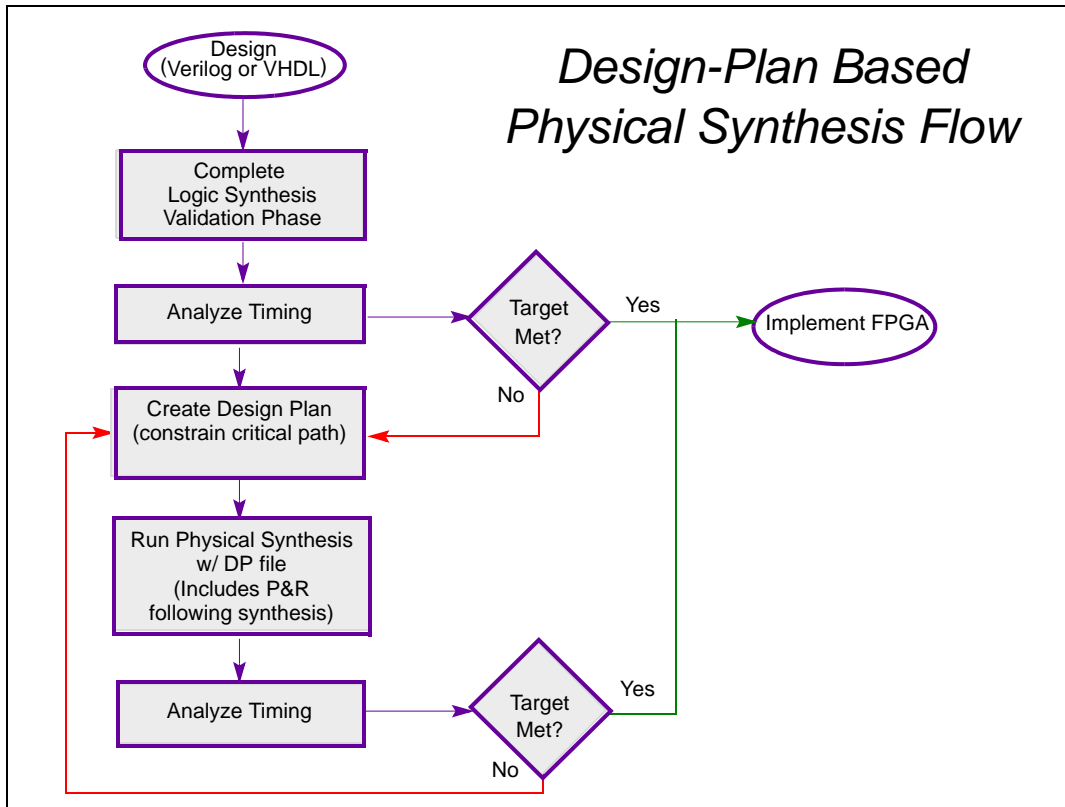 Design-Plan Based
Physical Synthesis Flow
Design
(Verilog or VHDL)
Complete
Logic Synthesis
Validation Phase
Analyze Timing
Target
Met?
Yes
Implement FPGA
No
Create Design Plan
(constrain critical path)
Run Physical Synthesis
w/ DP file
(Includes P&R
following synthesis)
Analyze Timing
Target
Met?
Yes
No